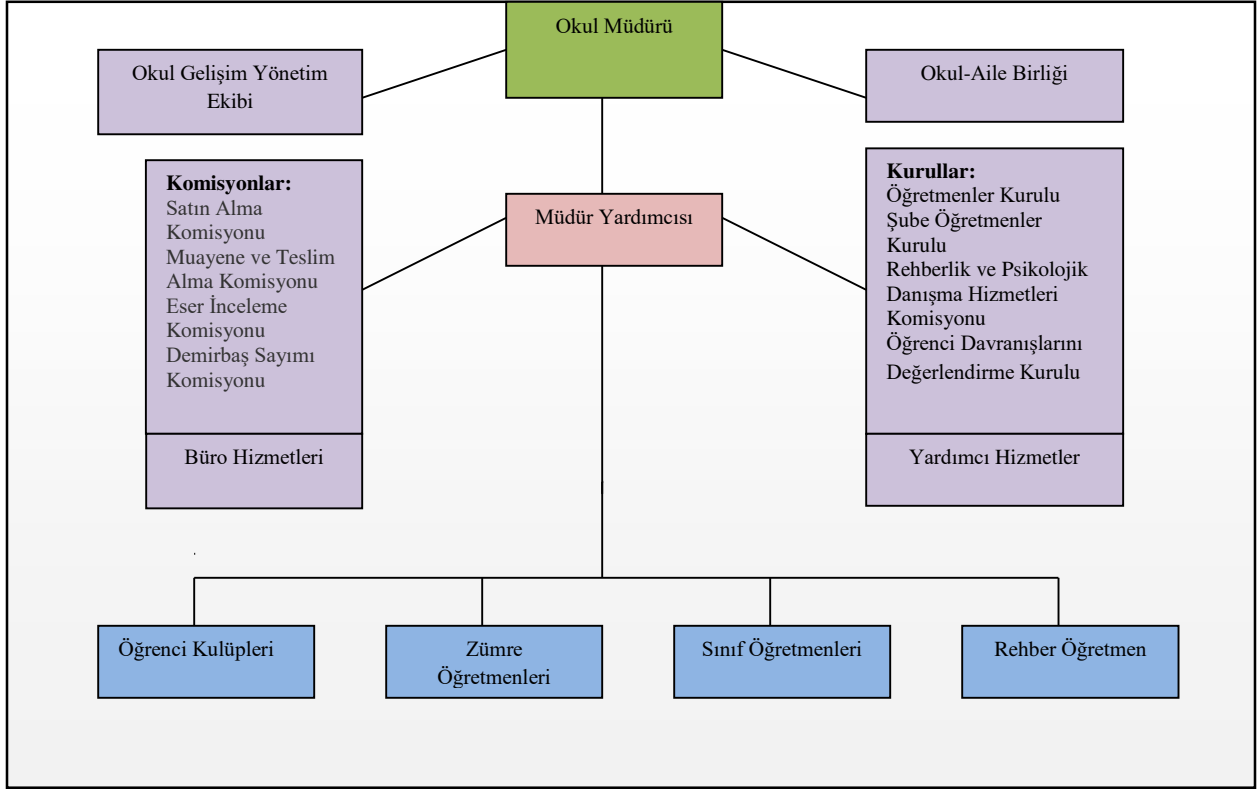 Okul Müdürü
Okul Gelişim Yönetim
Ekibi
Okul-Aile Birliği
Komisyonlar:
Satın Alma
Komisyonu
Muayene ve Teslim
Alma Komisyonu
Eser İnceleme
Komisyonu
Demirbaş Sayımı
Komisyonu
Müdür Yardımcısı
Kurullar:
Öğretmenler Kurulu
Şube Öğretmenler
Kurulu
Rehberlik ve Psikolojik
Danışma Hizmetleri
Komisyonu
Öğrenci Davranışlarını
Değerlendirme Kurulu
Büro Hizmetleri
Yardımcı Hizmetler
Öğrenci Kulüpleri
Zümre
Öğretmenleri
Sınıf Öğretmenleri
Rehber Öğretmen